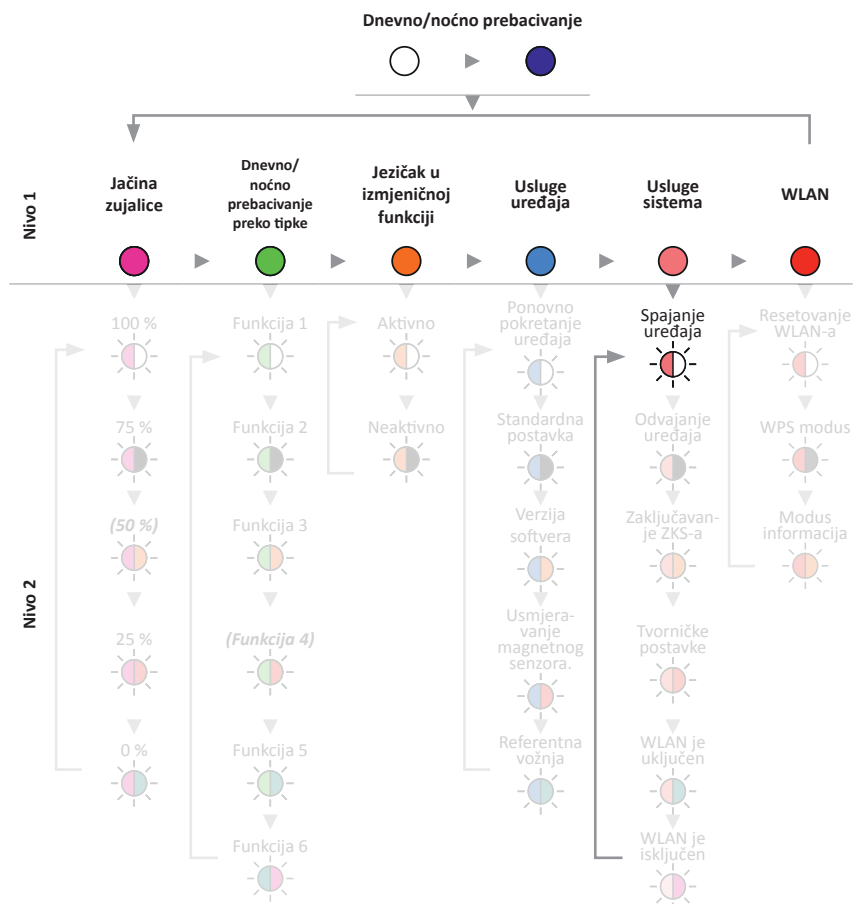 Dnevno/noćno prebacivanje
Nivo 1
Jačina
zujalice
Dnevno/
noćno
prebacivanje
preko tipke
Jezičak u
izmjeničnoj
funkciji
Usluge
uređaja
Usluge
sistema
WLAN
Nivo 2
100 %
75 %
(50 %)
25 %
0 %
Funkcija 1
Funkcija 2
Funkcija 3
(Funkcija 4)
Funkcija 5
Funkcija 6
Aktivno
Neaktivno
Ponovno
pokretanje
uređaja
Standardna
postavka
Verzija
softvera
Usmjera-
vanje
magnetnog
senzora.
Referentna
vožnja
Spajanje
uređaja
Odvajanje
uređaja
Zaključavan-
je ZKS-a
Tvorničke
postavke
WLAN je
uključen
WLAN je
isključen
Resetovanje
WLAN-a
WPS modus
Modus
informacija